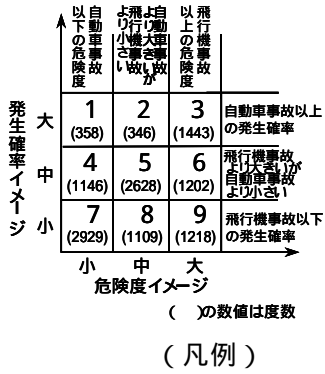 自動車事故
以下の危険度
自動車事故
より大きいが
飛行機事故
より小さい
飛行機事故
以上の危険度
発生確率イメージ
大
1
(358)
2
(346)
3
(1443)
自動車事故以上
の発生確率
中
4
(1146)
5
(2628)
6
(1202)
飛行機事故
より大きいが
自動車事故
より小さい
小
7
(2929)
8
(1109)
9
(1218)
飛行機事故以下
の発生確率
小
中
大
危険度イメージ
(　)の数値は度数
(凡例)